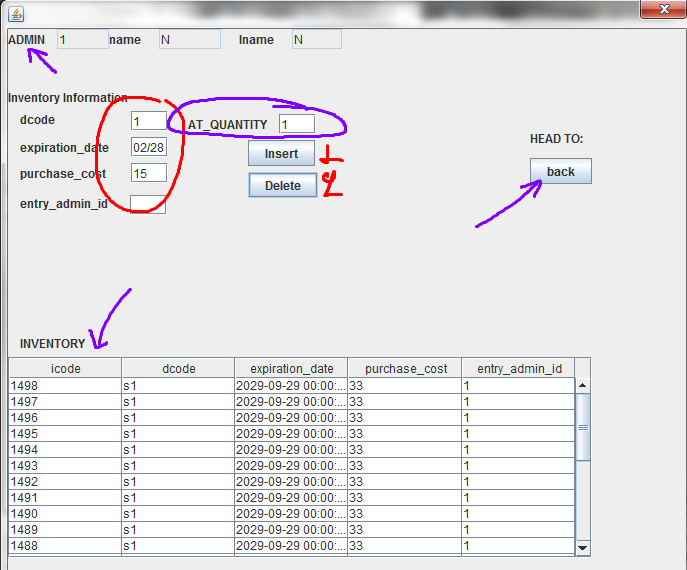 ADMIN 1 name N lname N
Inventory Information
dcode 1 AT_QUANTITY 1
expiration_date 02/28 HEAD TO:
Insert 1
purchase_cost 15 back
Delete 2
entry_admin_id
INVENTORY
icode dcode expiration_date purchase_cost entry_admin_id
1498 s1 2029-09-29 00:00:... 33 1
1497 s1 2029-09-29 00:00:... 33 1
1496 s1 2029-09-29 00:00:... 33 1
1495 s1 2029-09-29 00:00:... 33 1
1494 s1 2029-09-29 00:00:... 33 1
1493 s1 2029-09-29 00:00:... 33 1
1492 s1 2029-09-29 00:00:... 33 1
1491 s1 2029-09-29 00:00:... 33 1
1490 s1 2029-09-29 00:00:... 33 1
1489 s1 2029-09-29 00:00:... 33 1
1488 s1 2029-09-29 00:00:... 33 1